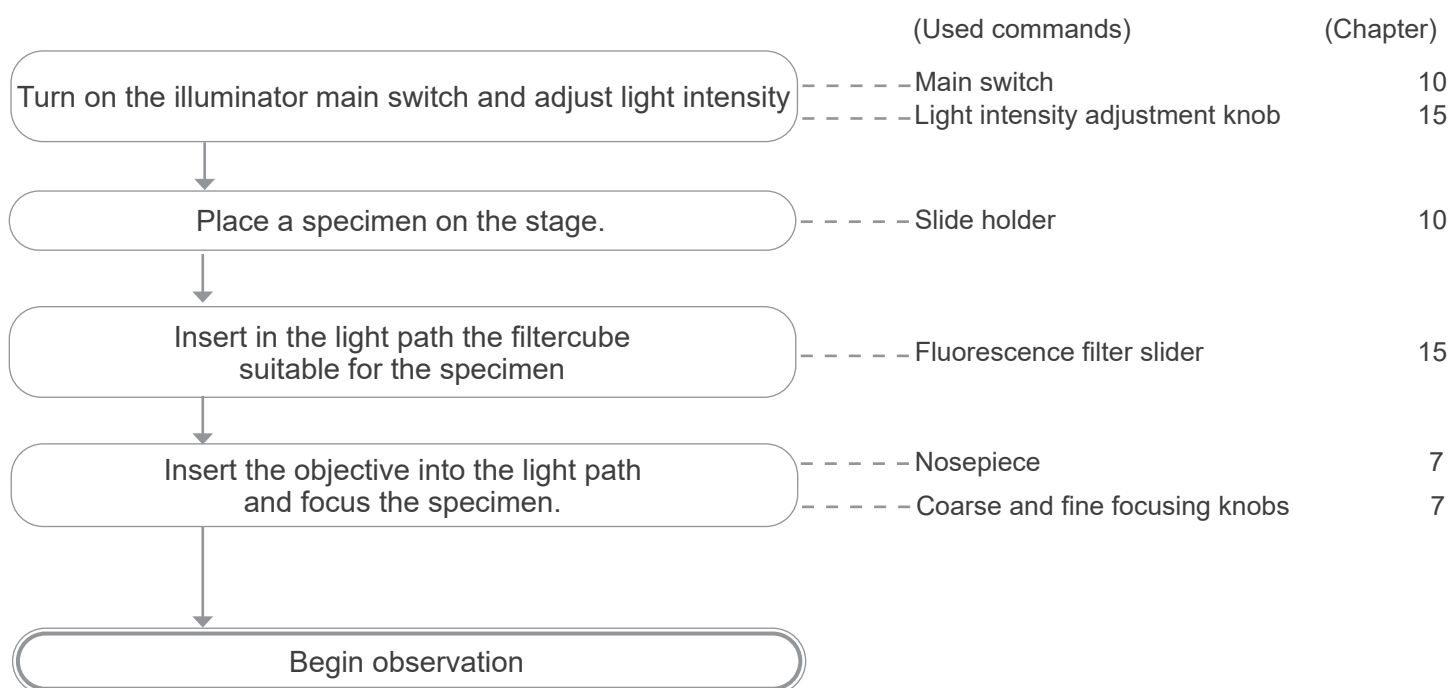 (Used commands) (Chapter)
Turn on the illuminator main switch and adjust light intensity
Main switch 10
Light intensity adjustment knob 15
Place a specimen on the stage.
Slide holder 10
Insert in the light path the filtercube
suitable for the specimen
Fluorescence filter slider 15
Insert the objective into the light path
and focus the specimen.
Nosepiece 7
Coarse and fine focusing knobs 7
Begin observation